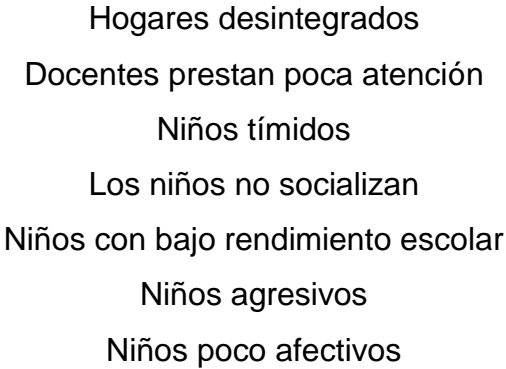 Hogares desintegrados
Docentes prestan poca atención
Niños tímidos
Los niños no socializan
Niños con bajo rendimiento escolar
Niños agresivos
Niños poco afectivos